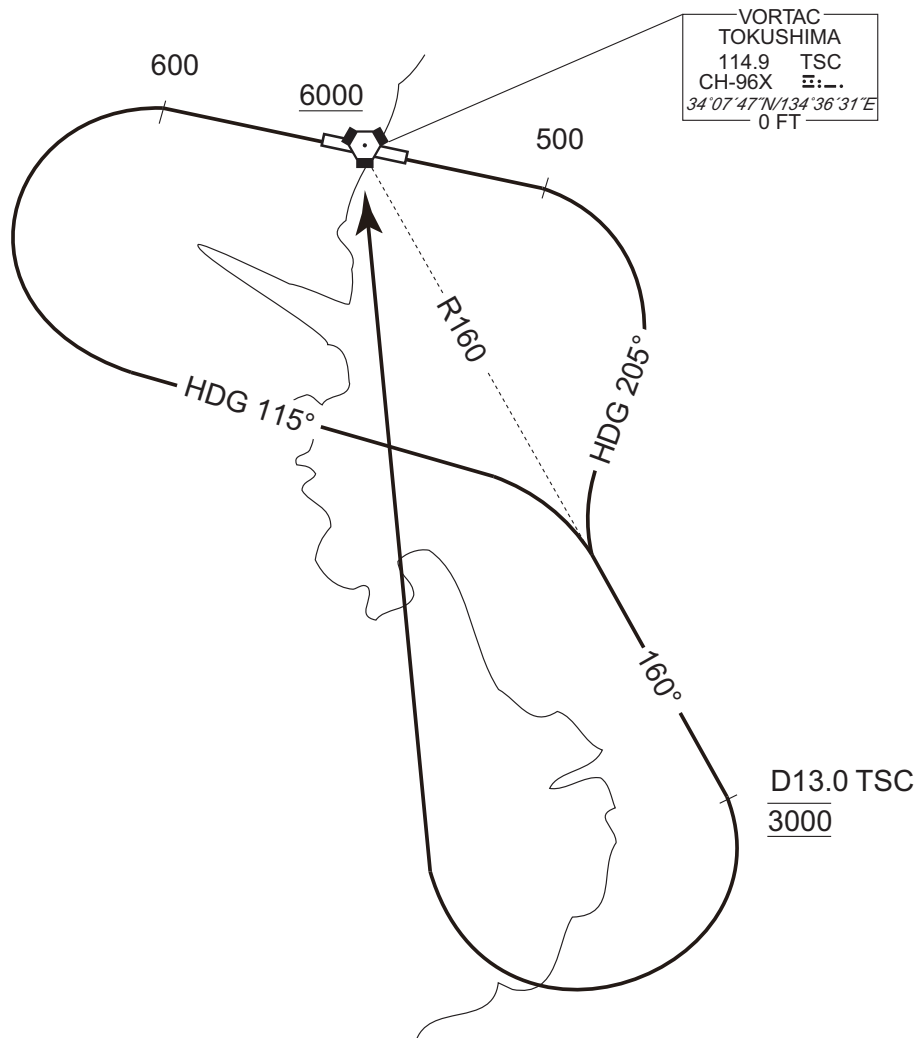 VORTAC
TOKUSHIMA
114.9 TSC
CH-96X
34°07′47″N/134°36′31″E
0 FT
600
6000
500
R160
HDG 205°
HDG 115°
160°
D13.0 TSC
3000